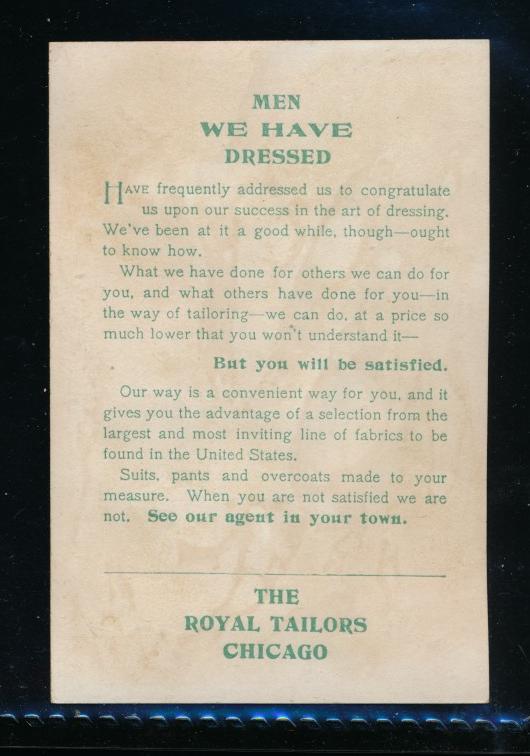 MEN
WE HAVE
DRESSED
HAVE frequently addressed us to congratulate
us upon our success in the art of dressing.
We've been at it a good while, though—ought
to know how.
What we have done for others we can do for
you, and what others have done for you—in
the way of tailoring—we can do, at a price so
much lower that you won't understand it—
But you will be satisfied.
Our way is a convenient way for you, and it
gives you the advantage of a selection from the
largest and most inviting line of fabrics to be
found in the United States.
Suits, pants and overcoats made to your
measure. When you are not satisfied we are
not. See our agent in your town.
THE
ROYAL TAILORS
CHICAGO